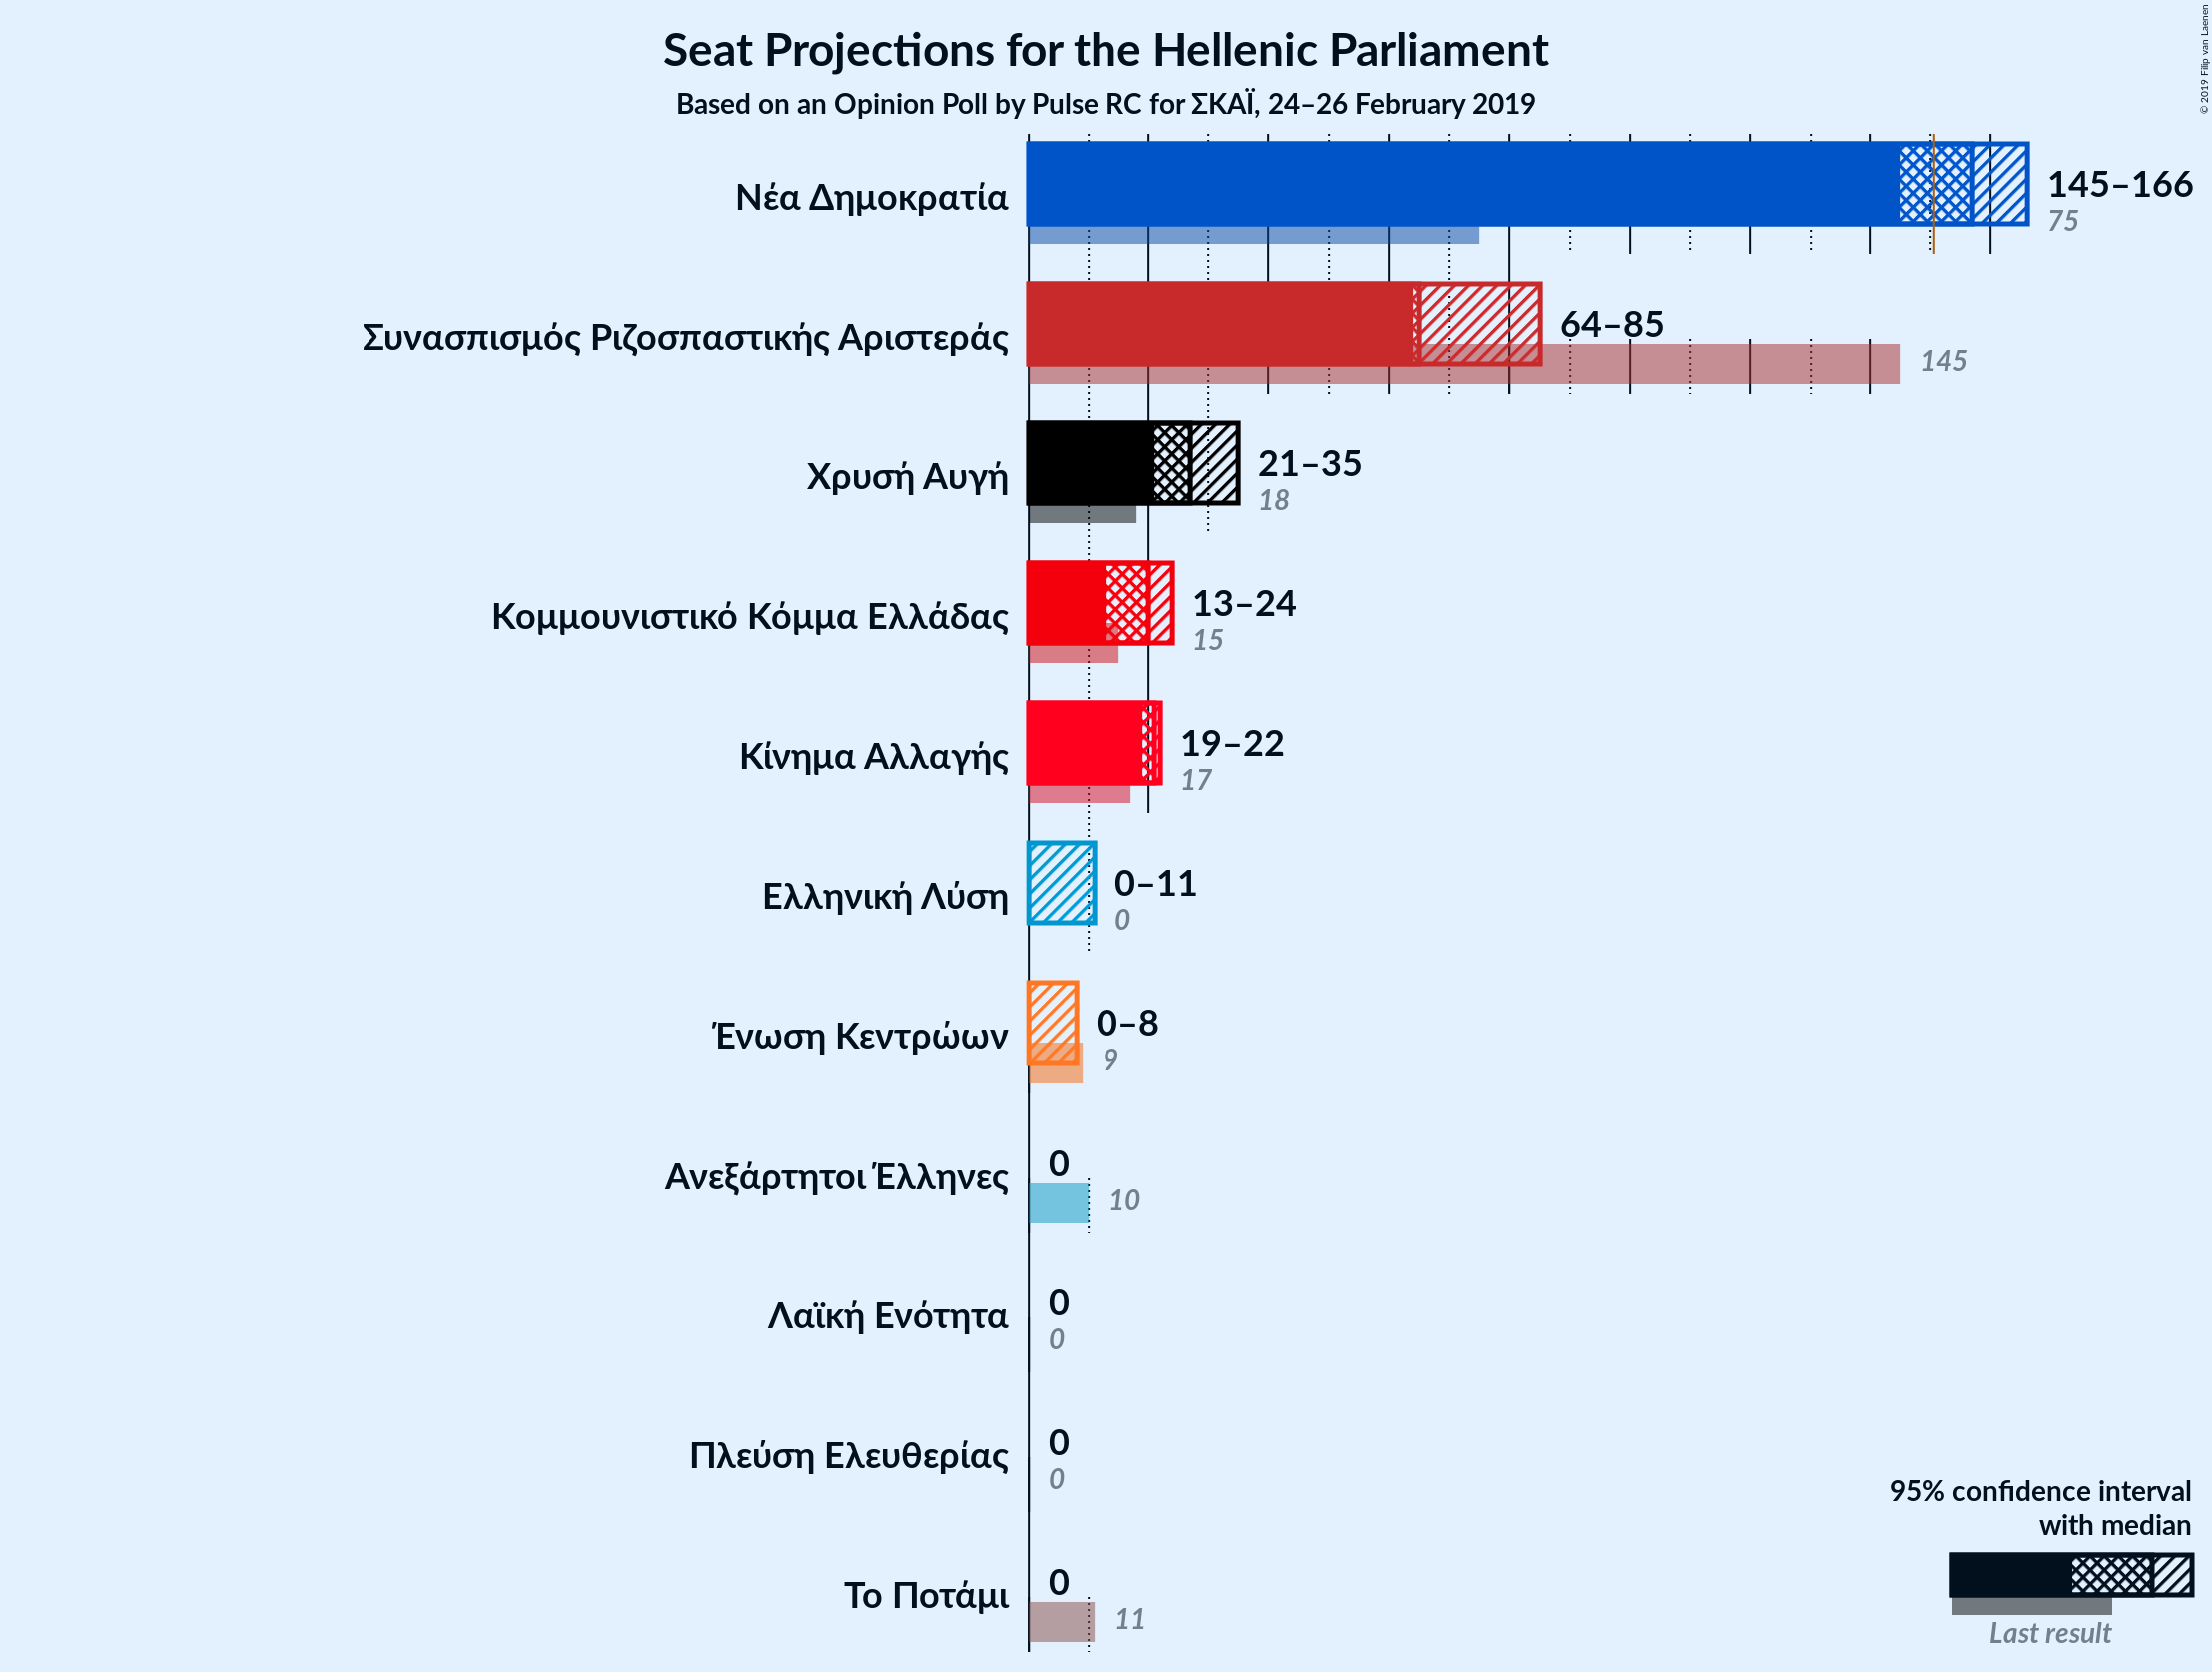 Seat Projections for the Hellenic Parliament
Based on an Opinion Poll by Pulse RC for ΣΚΑΪ, 24–26 February 2019
© 2019 Filip van Laenen
Νέα Δημοκρατία
145–166
75
Συνασπισμός Ριζοσπαστικής Αριστεράς
64–85
145
Χρυσή Αυγή
21–35
18
Κομμουνιστικό Κόμμα Ελλάδας
13–24
15
Κίνημα Αλλαγής
19–22
17
Ελληνική Λύση
0–11
0
Ένωση Κεντρώων
0–8
9
Ανεξάρτητοι Έλληνες
0
10
Λαϊκή Ενότητα
0
0
Πλεύση Ελευθερίας
0
0
Το Ποτάμι
0
11
95% confidence interval
with median
Last result